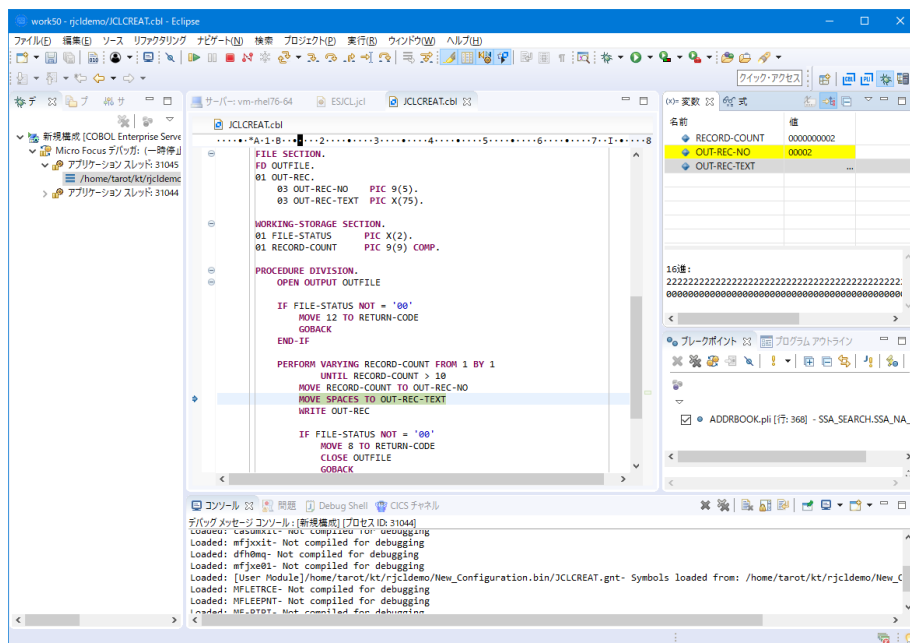 work50 - rjcldemo/JCLCREAT.cbl - Eclipse
ファイル(F) 編集(E) ソース リファクタリング ナビゲート(N) 検索 プロジェクト(P) 実行(R) ウィンドウ(W) ヘルプ(H)
クイック・アクセス
デ ブ サ
新規構成 [COBOL Enterprise Serve
Micro Focus デバッガ: (一時停止
アプリケーション スレッド: 31045
/home/tarot/kt/rjcldemc
アプリケーション スレッド: 31044
サーバー: vm-rhel76-64 ESJCL.jcl JCLCREAT.cbl
JCLCREAT.cbl
FILE SECTION.
FD OUTFILE.
01 OUT-REC.
03 OUT-REC-NO PIC 9(5).
03 OUT-REC-TEXT PIC X(75).
WORKING-STORAGE SECTION.
01 FILE-STATUS PIC X(2).
01 RECORD-COUNT PIC 9(9) COMP.
PROCEDURE DIVISION.
OPEN OUTPUT OUTFILE
IF FILE-STATUS NOT = '00'
MOVE 12 TO RETURN-CODE
GOBACK
END-IF
PERFORM VARYING RECORD-COUNT FROM 1 BY 1
UNTIL RECORD-COUNT > 10
MOVE RECORD-COUNT TO OUT-REC-NO
MOVE SPACES TO OUT-REC-TEXT
WRITE OUT-REC
IF FILE-STATUS NOT = '00'
MOVE 8 TO RETURN-CODE
CLOSE OUTFILE
GOBACK
(x)= 変数 式
名前 値
RECORD-COUNT 0000000002
OUT-REC-NO 00002
OUT-REC-TEXT ...
16進:
ブレークポイント プログラム アウトライン
ADDRBOOK.pli [行: 368] - SSA_SEARCH.SSA_NA_
コンソール 問題 Debug Shell CICS チャネル
デバッグ メッセージ コンソール : [新規構成] [プロセス ID: 31044]
Loaded: casumxit- Not compiled for debugging
Loaded: mfjxxit- Not compiled for debugging
Loaded: dfh0mq- Not compiled for debugging
Loaded: mfjxe01- Not compiled for debugging
Loaded: [User Module]/home/tarot/kt/rjcldemo/New_Configuration.bin/JCLCREAT.gnt- Symbols loaded from: /home/tarot/kt/rjcldemo/New_C
Loaded: MFLETRCE- Not compiled for debugging
Loaded: MFLEEPNT- Not compiled for debugging